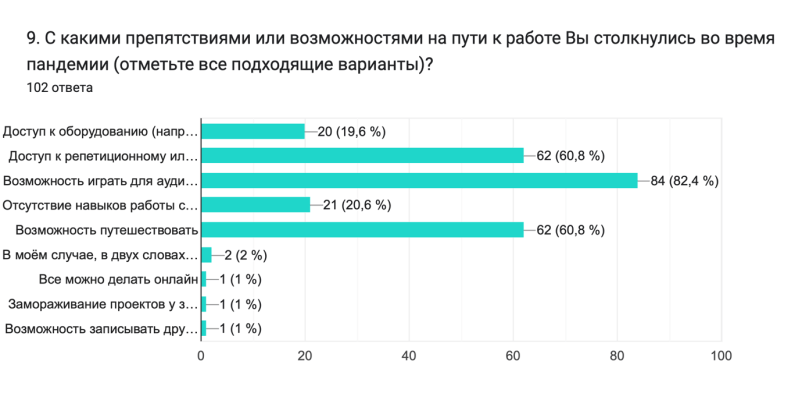 9. С какими препятствиями или возможностями на пути к работе Вы столкнулись во время
пандемии (отметьте все подходящие варианты)?
102 ответа
Доступ к оборудованию (напр… 20 (19,6 %)
Доступ к репетиционному ил… 62 (60,8 %)
Возможность играть для ауди… 84 (82,4 %)
Отсутствие навыков работы с… 21 (20,6 %)
Возможность путешествовать 62 (60,8 %)
В моём случае, в двух словах… 2 (2 %)
Все можно делать онлайн 1 (1 %)
Замораживание проектов у з… 1 (1 %)
Возможность записывать дру… 1 (1 %)
0 20 40 60 80 100